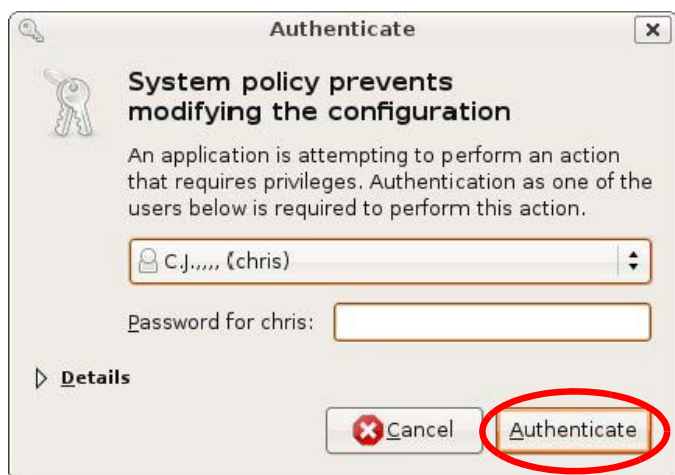 Authenticate
System policy prevents
modifying the configuration
An application is attempting to perform an action
that requires privileges. Authentication as one of the
users below is required to perform this action.
C.J.,,,, (chris)
Password for chris:
Details
Cancel Authenticate